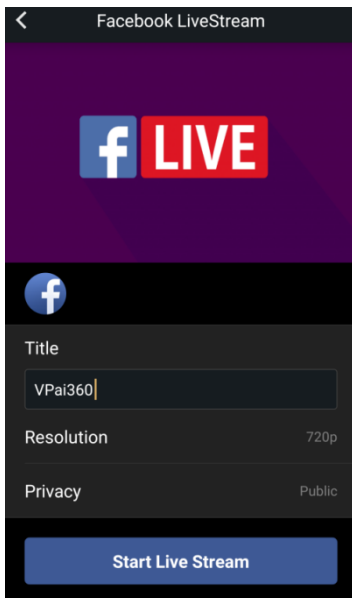 Facebook LiveStream
f LIVE
f
Title
VPai360
Resolution 720p
Privacy Public
Start Live Stream